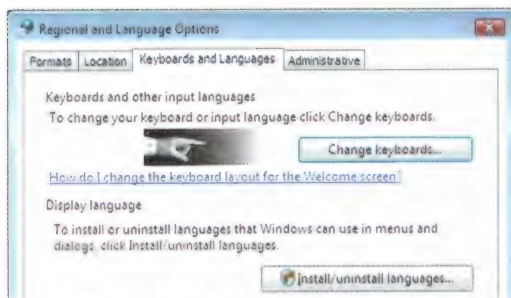 Regional and Language Options
Formats Location Keyboards and Languages Administrative
Keyboards and other input languages
To change your keyboard or input language click Change keyboards.
Change keyboards...
How do I change the keyboard layout for the Welcome screen?
Display language
To install or uninstall languages that Windows can use in menus and
dialogs, click Install/uninstall languages.
Install/uninstall languages...